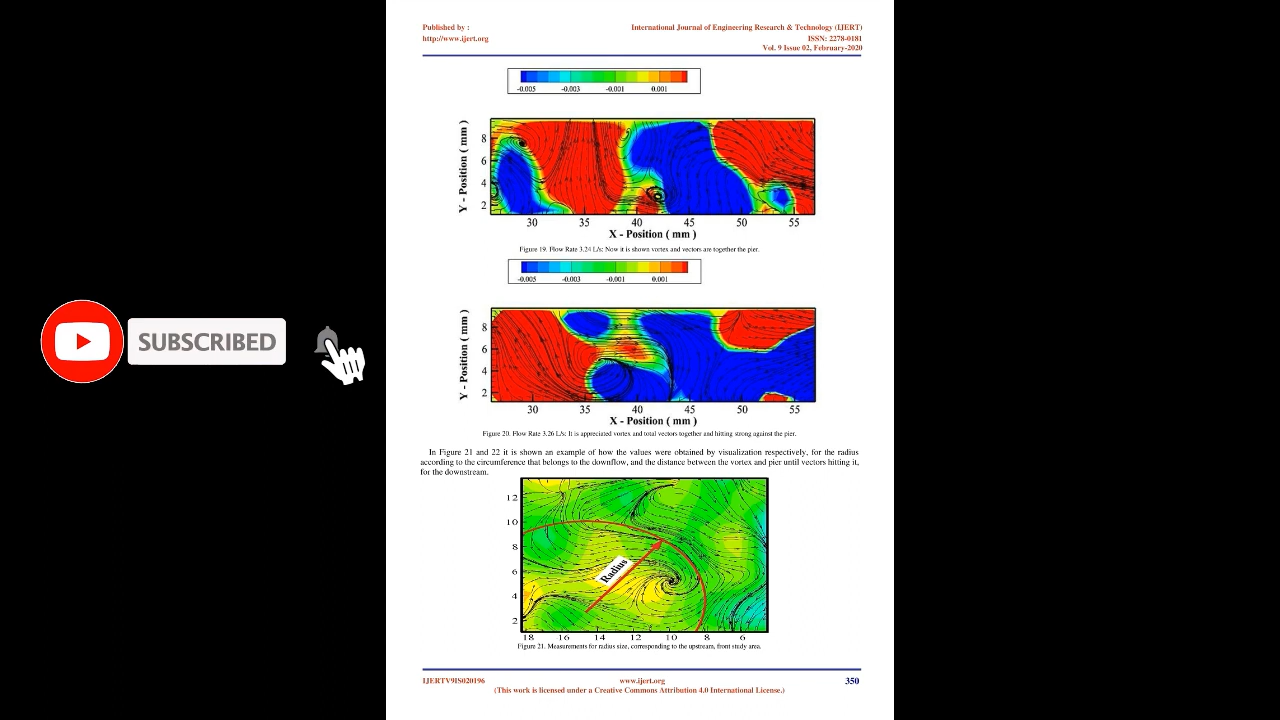 Published by :
http://www.ijert.org
International Journal of Engineering Research & Technology (IJERT)
ISSN: 2278-0181
Vol. 9 Issue 02, February-2020
-0.005 -0.003 -0.001 0.001
Y - Position ( mm )
8
6
4
2
30 35 40 45 50 55
X - Position ( mm )
Figure 19. Flow Rate 3.24 L/s: Now it is shown vortex and vectors are together the pier.
-0.005 -0.003 -0.001 0.001
SUBSCRIBED
Y - Position ( mm )
8
6
4
2
30 35 40 45 50 55
X - Position ( mm )
Figure 20. Flow Rate 3.26 L/s: It is appreciated vortex and total vectors together and hitting strong against the pier.
In Figure 21 and 22 it is shown an example of how the values were obtained by visualization respectively, for the radius
according to the circumference that belongs to the downflow, and the distance between the vortex and pier until vectors hitting it,
for the downstream.
12
10
8
6
4
2
Radius
18 16 14 12 10 8 6
Figure 21. Measurements for radius size, corresponding to the upstream, front study area.
IJERTV9IS020196
www.ijert.org
350
(This work is licensed under a Creative Commons Attribution 4.0 International License.)